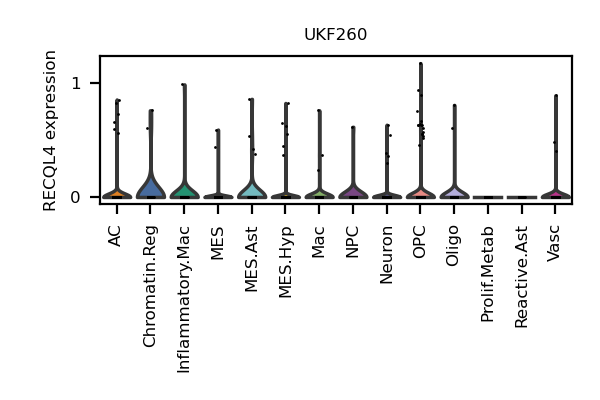 UKF260
RECQL4 expression
1
0
AC
Chromatin.Reg
Inflammatory.Mac
MES
MES.Ast
MES.Hyp
Mac
NPC
Neuron
OPC
Oligo
Prolif.Metab
Reactive.Ast
Vasc